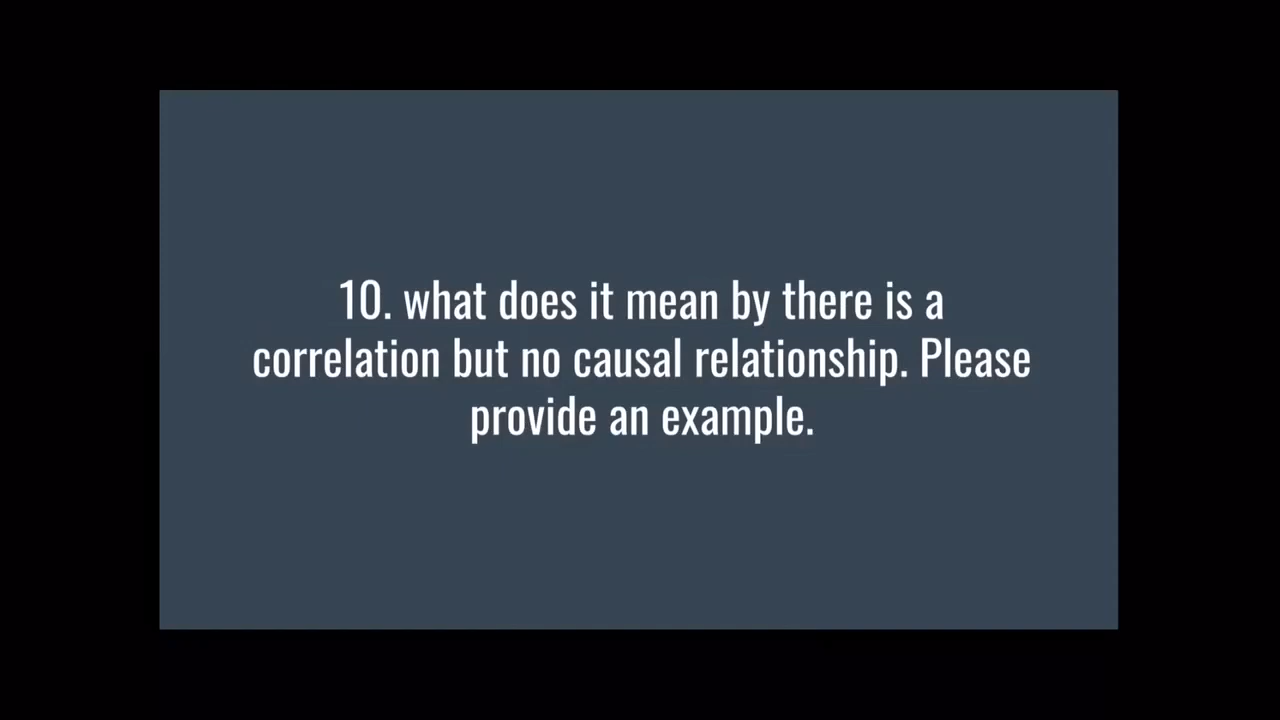 10. what does it mean by there is a
correlation but no causal relationship. Please
provide an example.